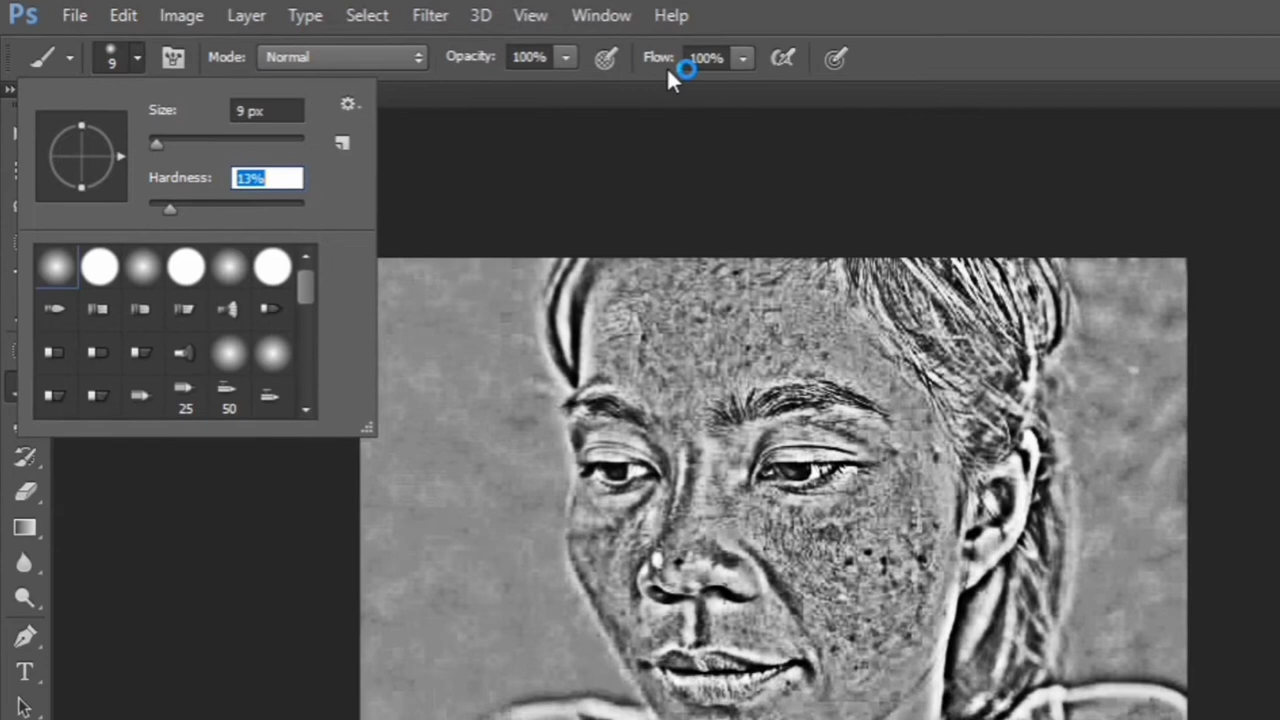 Ps File Edit Image Layer Type Select Filter 3D View Window Help
9 Mode: Normal Opacity: 100% Flow: 100%
Size: 9 px
Hardness: 13%
25 50
T